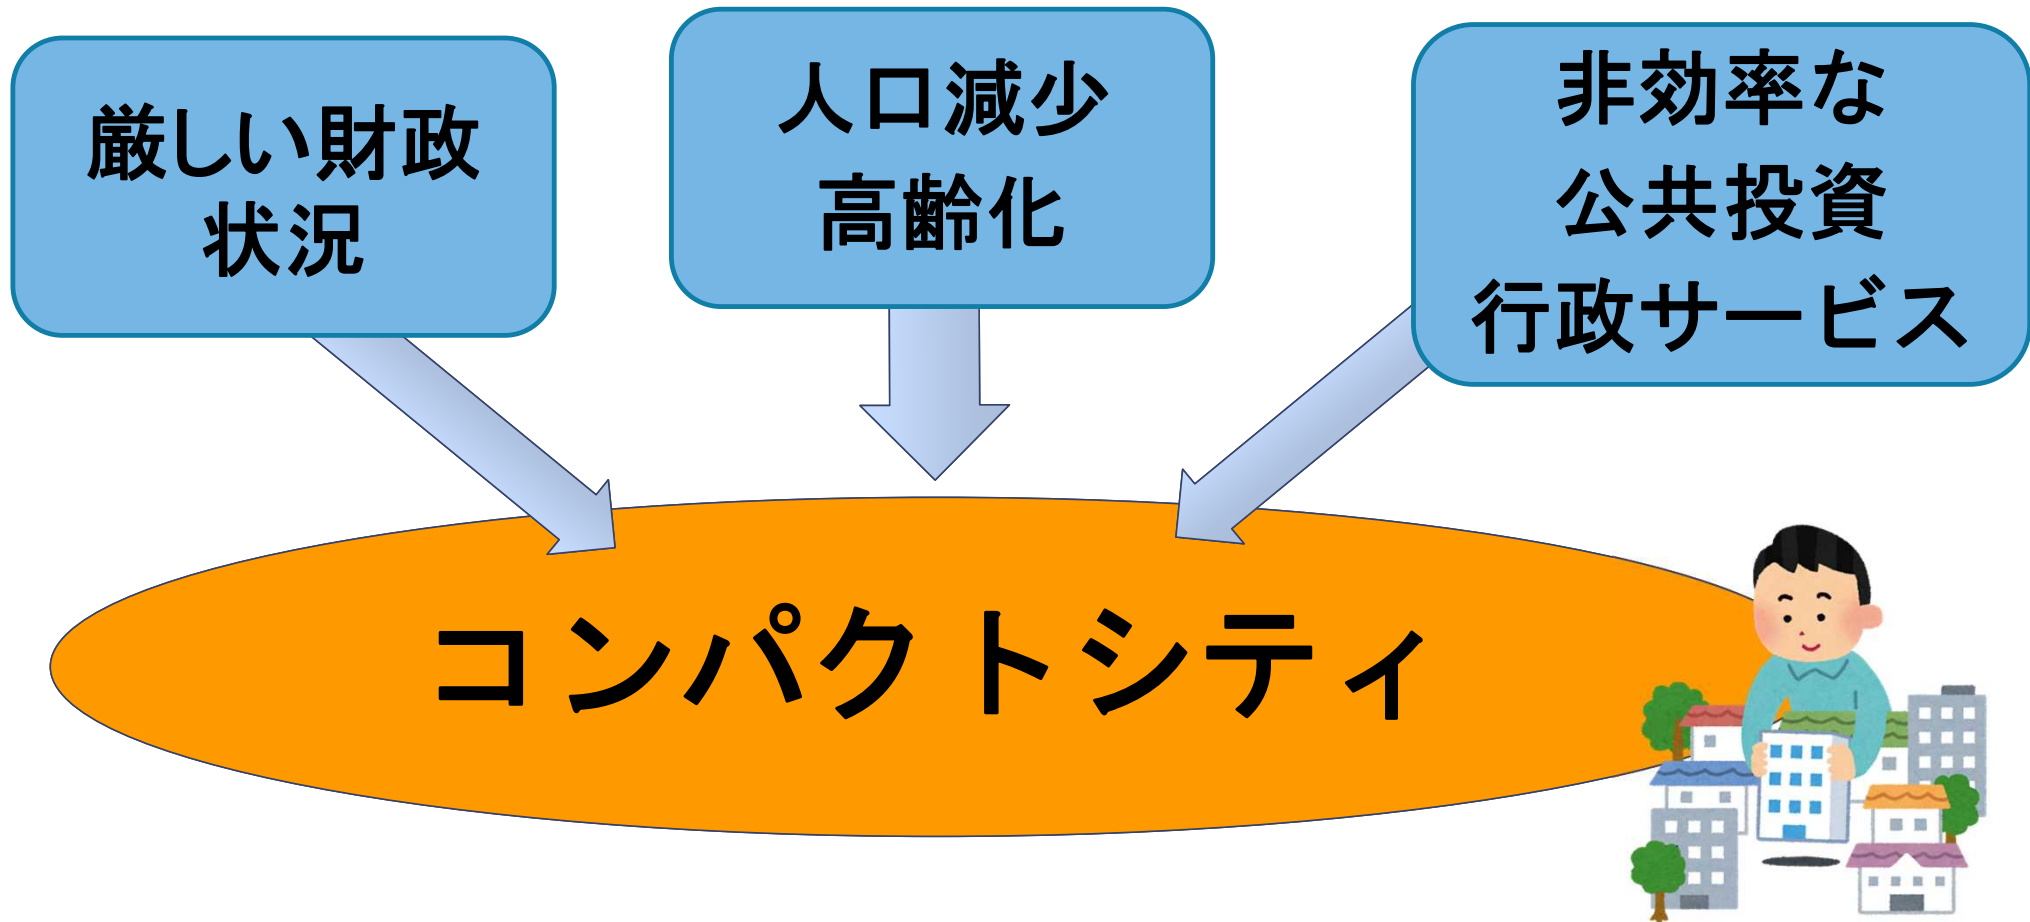 厳しい財政
状況
人口減少
高齢化
非効率な
公共投資
行政サービス
コンパクトシティ